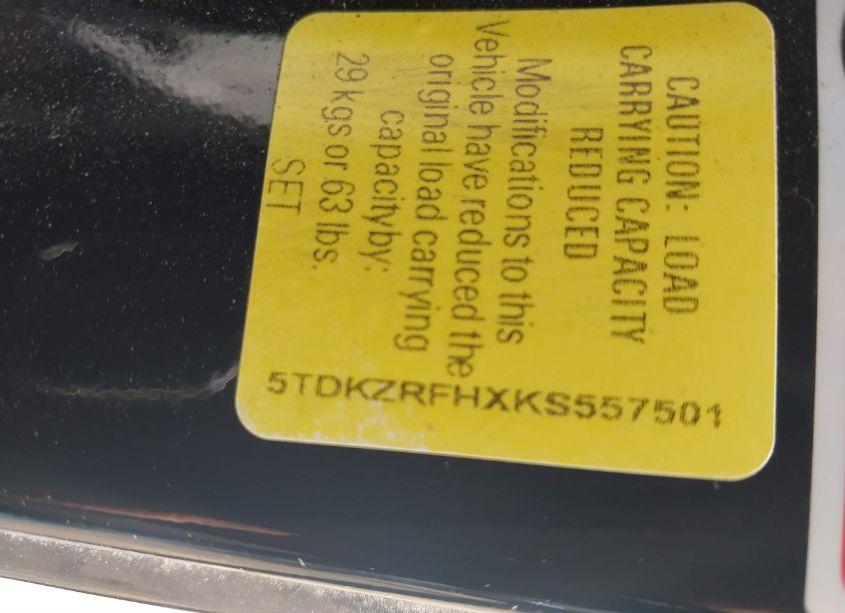 CAUTION: LOAD
CARRYING CAPACITY
REDUCED
Modifications to this
Vehicle have reduced the
original load carrying
capacity by:
29 kgs or 63 lbs.
SET
5TDKZRFHXKS557501